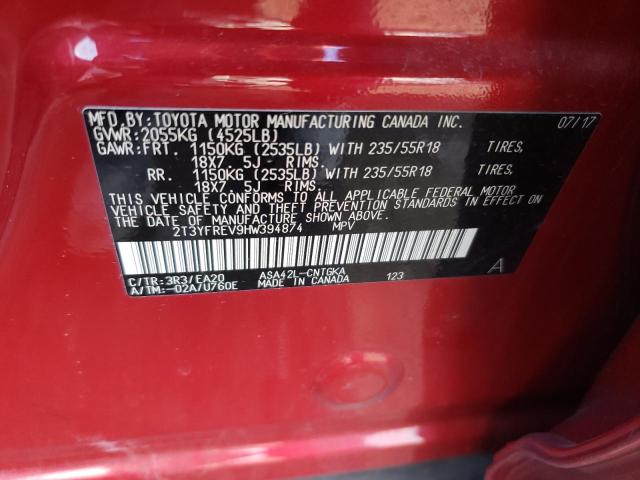 MFD.BY:TOYOTA MOTOR MANUFACTURING CANADA INC. 07/17
GVWR:2055KG (4525LB)
GAWR:FRT 1150KG (2535LB) WITH 235/55R18 TIRES,
18X7.5J RIMS.
RR. 1150KG (2535LB) WITH 235/55R18 TIRES,
18X7.5J RIMS.
THIS VEHICLE CONFORMS TO ALL APPLICABLE FEDERAL MOTOR
VEHICLE SAFETY AND THEFT PREVENTION STANDARDS IN EFFECT ON
THE DATE OF MANUFACTURE SHOWN ABOVE.
2T3YFREV9HW394874 MPV
C/TR:3R3/EA20 ASA42L-CNTGKA 123 A
A/TM:-02A/U760E MADE IN CANADA